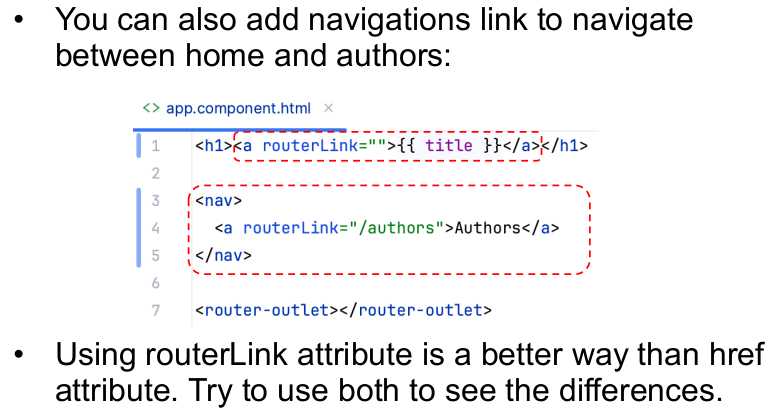 • You can also add navigations link to navigate
between home and authors:
<> app.component.html ×
1 <h1><a routerLink="">{{ title }}</a></h1>
2
3 <nav>
4   <a routerLink="/authors">Authors</a>
5 </nav>
6
7 <router-outlet></router-outlet>
• Using routerLink attribute is a better way than href
attribute. Try to use both to see the differences.